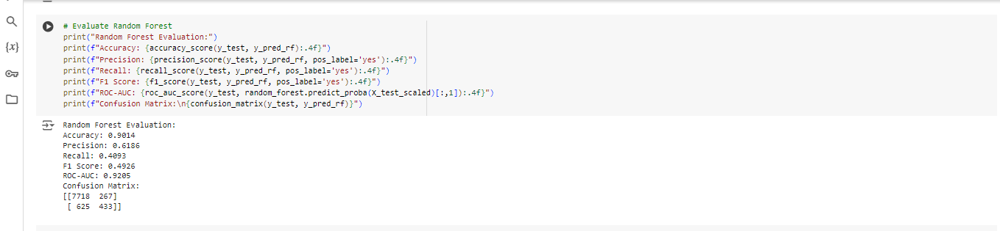 {x}
# Evaluate Random Forest
print("Random Forest Evaluation:")
print(f"Accuracy: {accuracy_score(y_test, y_pred_rf):.4f}")
print(f"Precision: {precision_score(y_test, y_pred_rf, pos_label='yes'):.4f}")
print(f"Recall: {recall_score(y_test, y_pred_rf, pos_label='yes'):.4f}")
print(f"F1 Score: {f1_score(y_test, y_pred_rf, pos_label='yes'):.4f}")
print(f"ROC-AUC: {roc_auc_score(y_test, random_forest.predict_proba(X_test_scaled)[:,1]):.4f}")
print(f"Confusion Matrix:\n{confusion_matrix(y_test, y_pred_rf)}")
Random Forest Evaluation:
Accuracy: 0.9014
Precision: 0.6186
Recall: 0.4093
F1 Score: 0.4926
ROC-AUC: 0.9205
Confusion Matrix:
[[7718  267]
 [ 625  433]]